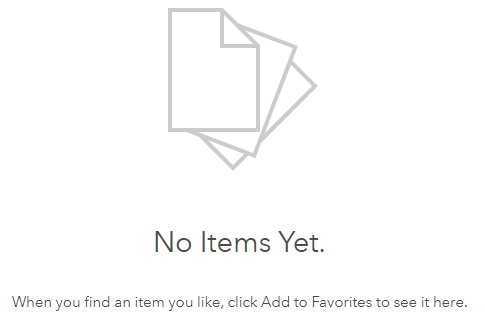 No Items Yet.
When you find an item you like, click Add to Favorites to see it here.